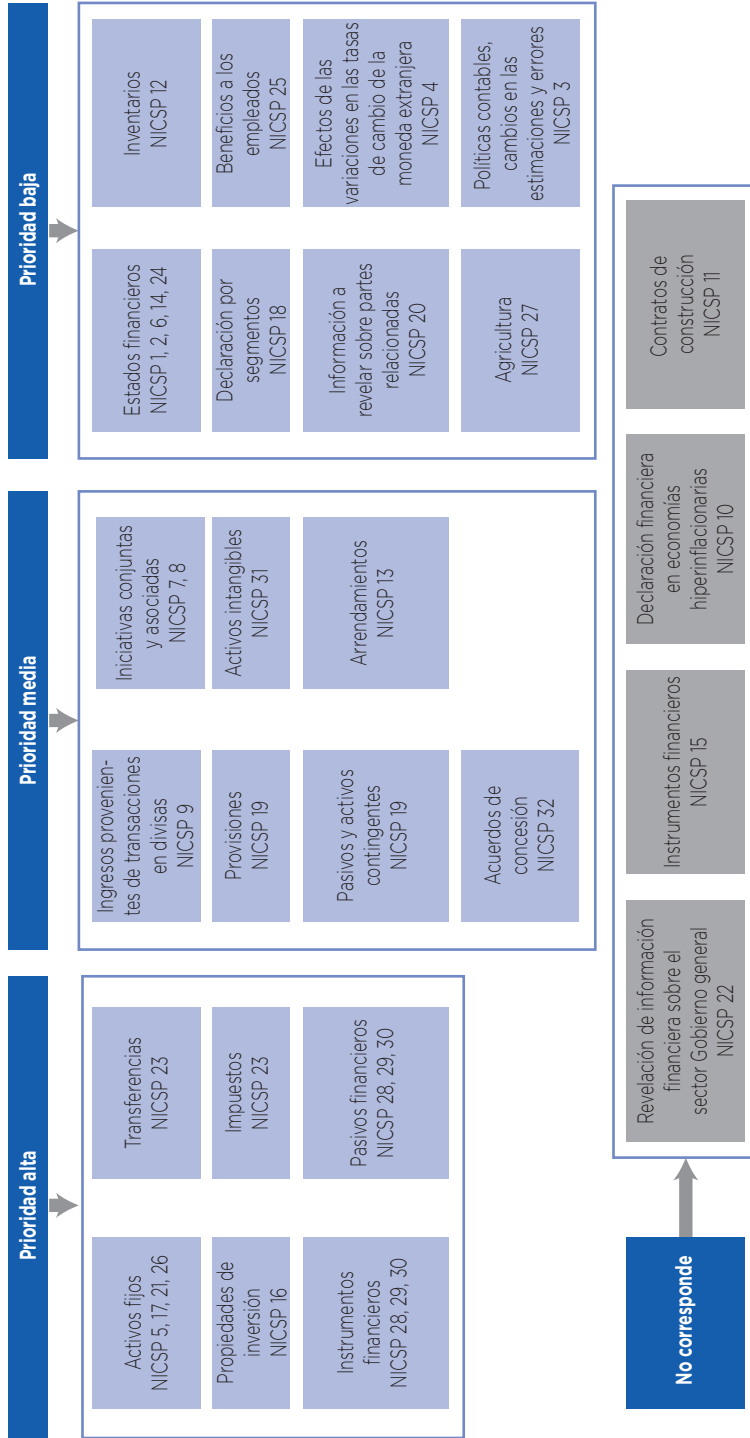 Prioridad alta
Activos fijos
NICSP 5, 17, 21, 26
Transferencias
NICSP 23
Propiedades de
inversión
NICSP 16
Impuestos
NICSP 23
Instrumentos
financieros
NICSP 28, 29, 30
Pasivos financieros
NICSP 28, 29, 30
Prioridad media
Ingresos provenien-
tes de transacciones
en divisas
NICSP 9
Iniciativas conjuntas
y asociadas
NICSP 7, 8
Provisiones
NICSP 19
Activos intangibles
NICSP 31
Pasivos y activos
contingentes
NICSP 19
Arrendamientos
NICSP 13
Acuerdos de
concesión
NICSP 32
Prioridad baja
Estados financieros
NICSP 1, 2, 6, 14, 24
Inventarios
NICSP 12
Declaración por
segmentos
NICSP 18
Beneficios a los
empleados
NICSP 25
Información a
revelar sobre partes
relacionadas
NICSP 20
Efectos de las
variaciones en las tasas
de cambio de la
moneda extranjera
NICSP 4
Agricultura
NICSP 27
Políticas contables,
cambios en las
estimaciones y errores
NICSP 3
No corresponde
Revelación de información
financiera sobre el
sector Gobierno general
NICSP 22
Instrumentos financieros
NICSP 15
Declaración financiera
en economías
hiperinflacionarias
NICSP 10
Contratos de
construcción
NICSP 11